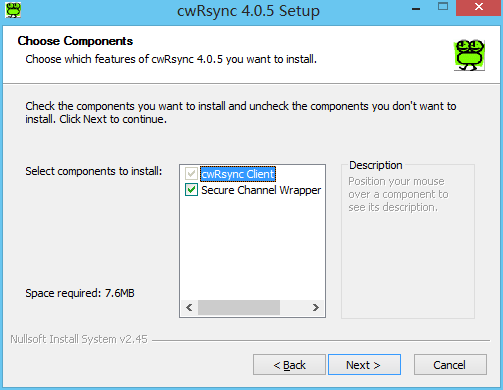 cwRsync 4.0.5 Setup
Choose Components
Choose which features of cwRsync 4.0.5 you want to install.
Check the components you want to install and uncheck the components you don't want to
install. Click Next to continue.
Select components to install:
cwRsync Client
Secure Channel Wrapper
Description
Position your mouse
over a component to
see its description.
Space required: 7.6MB
Nullsoft Install System v2.45
< Back
Next >
Cancel